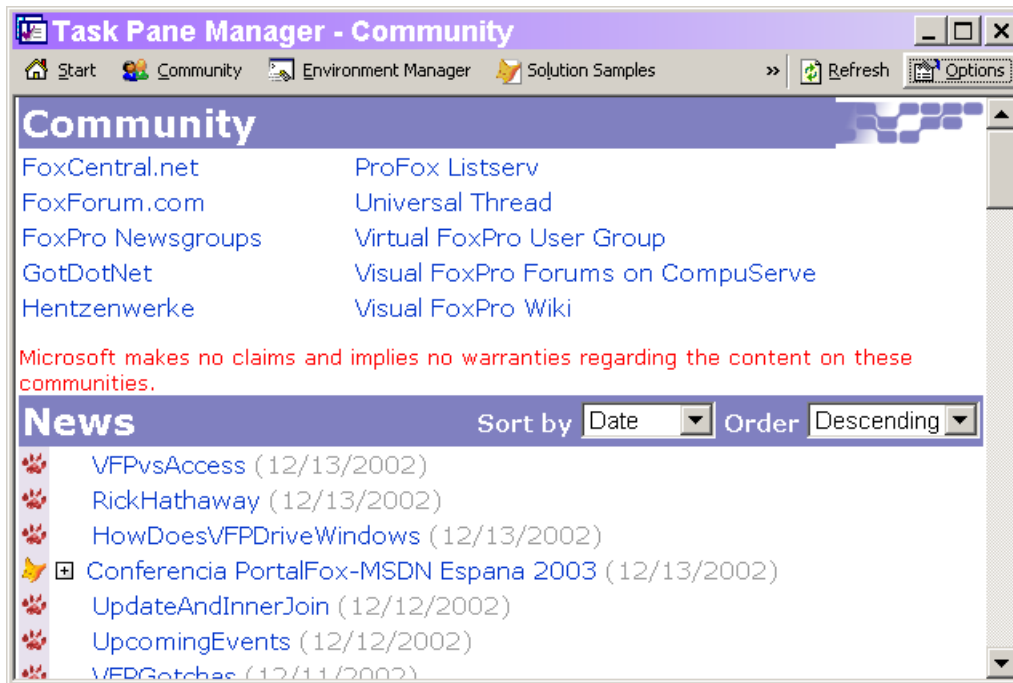 Task Pane Manager - Community
Start Community Environment Manager Solution Samples » Refresh Options
Community
FoxCentral.net ProFox Listserv
FoxForum.com Universal Thread
FoxPro Newsgroups Virtual FoxPro User Group
GotDotNet Visual FoxPro Forums on CompuServe
Hentzenwerke Visual FoxPro Wiki
Microsoft makes no claims and implies no warranties regarding the content on these
communities.
News Sort by Date Order Descending
VFPvsAccess (12/13/2002)
RickHathaway (12/13/2002)
HowDoesVFPDriveWindows (12/13/2002)
Conferencia PortalFox-MSDN Espana 2003 (12/13/2002)
UpdateAndInnerJoin (12/12/2002)
UpcomingEvents (12/12/2002)
VFPGotchas (12/11/2002)